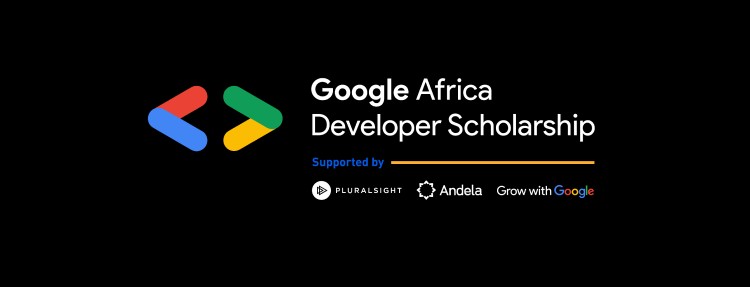 Google Africa
Developer Scholarship
Supported by
PLURALSIGHT Andela Grow with Google